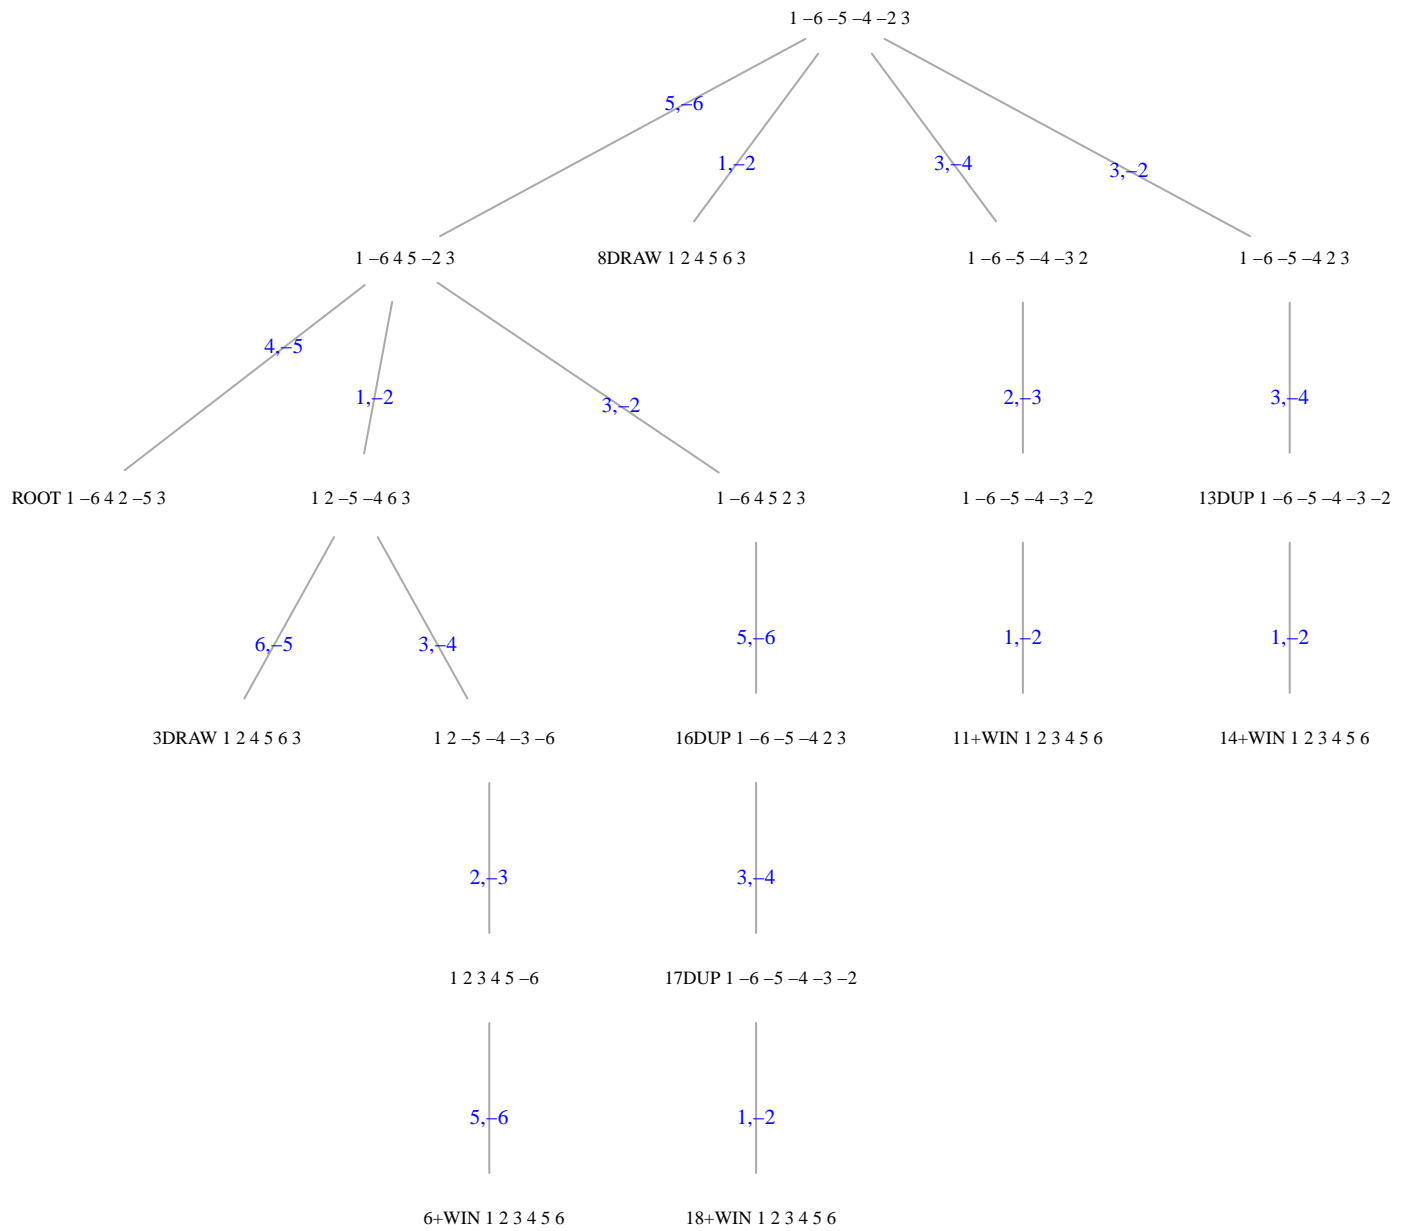 1 –6 –5 –4 –2 3
5,–6
1,–2
3,–4
3,–2
1 –6 4 5 –2 3
8DRAW 1 2 4 5 6 3
1 –6 –5 –4 –3 2
1 –6 –5 –4 2 3
4,–5
1,–2
3,–2
2,–3
3,–4
ROOT 1 –6 4 2 –5 3
1 2 –5 –4 6 3
1 –6 4 5 2 3
1 –6 –5 –4 –3 –2
13DUP 1 –6 –5 –4 –3 –2
6,–5
3,–4
5,–6
1,–2
1,–2
3DRAW 1 2 4 5 6 3
1 2 –5 –4 –3 –6
16DUP 1 –6 –5 –4 2 3
11+WIN 1 2 3 4 5 6
14+WIN 1 2 3 4 5 6
2,–3
3,–4
1 2 3 4 5 –6
17DUP 1 –6 –5 –4 –3 –2
5,–6
1,–2
6+WIN 1 2 3 4 5 6
18+WIN 1 2 3 4 5 6